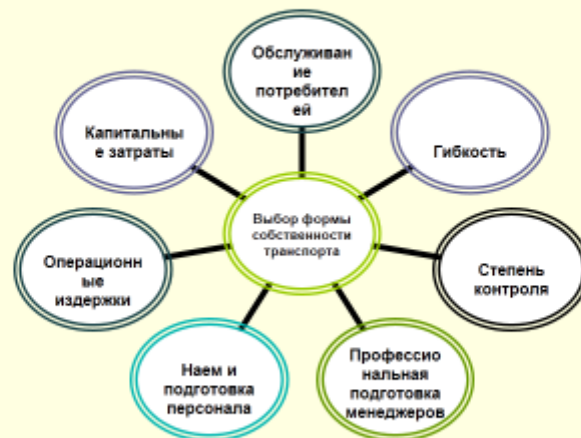 Обслуживан
ие
потребител
ей
Капитальны
е затраты
Гибкость
Выбор формы
собственности
транспорта
Операционн
ые
издержки
Степень
контроля
Наем и
подготовка
персонала
Профессио
нальная
подготовка
менеджеров